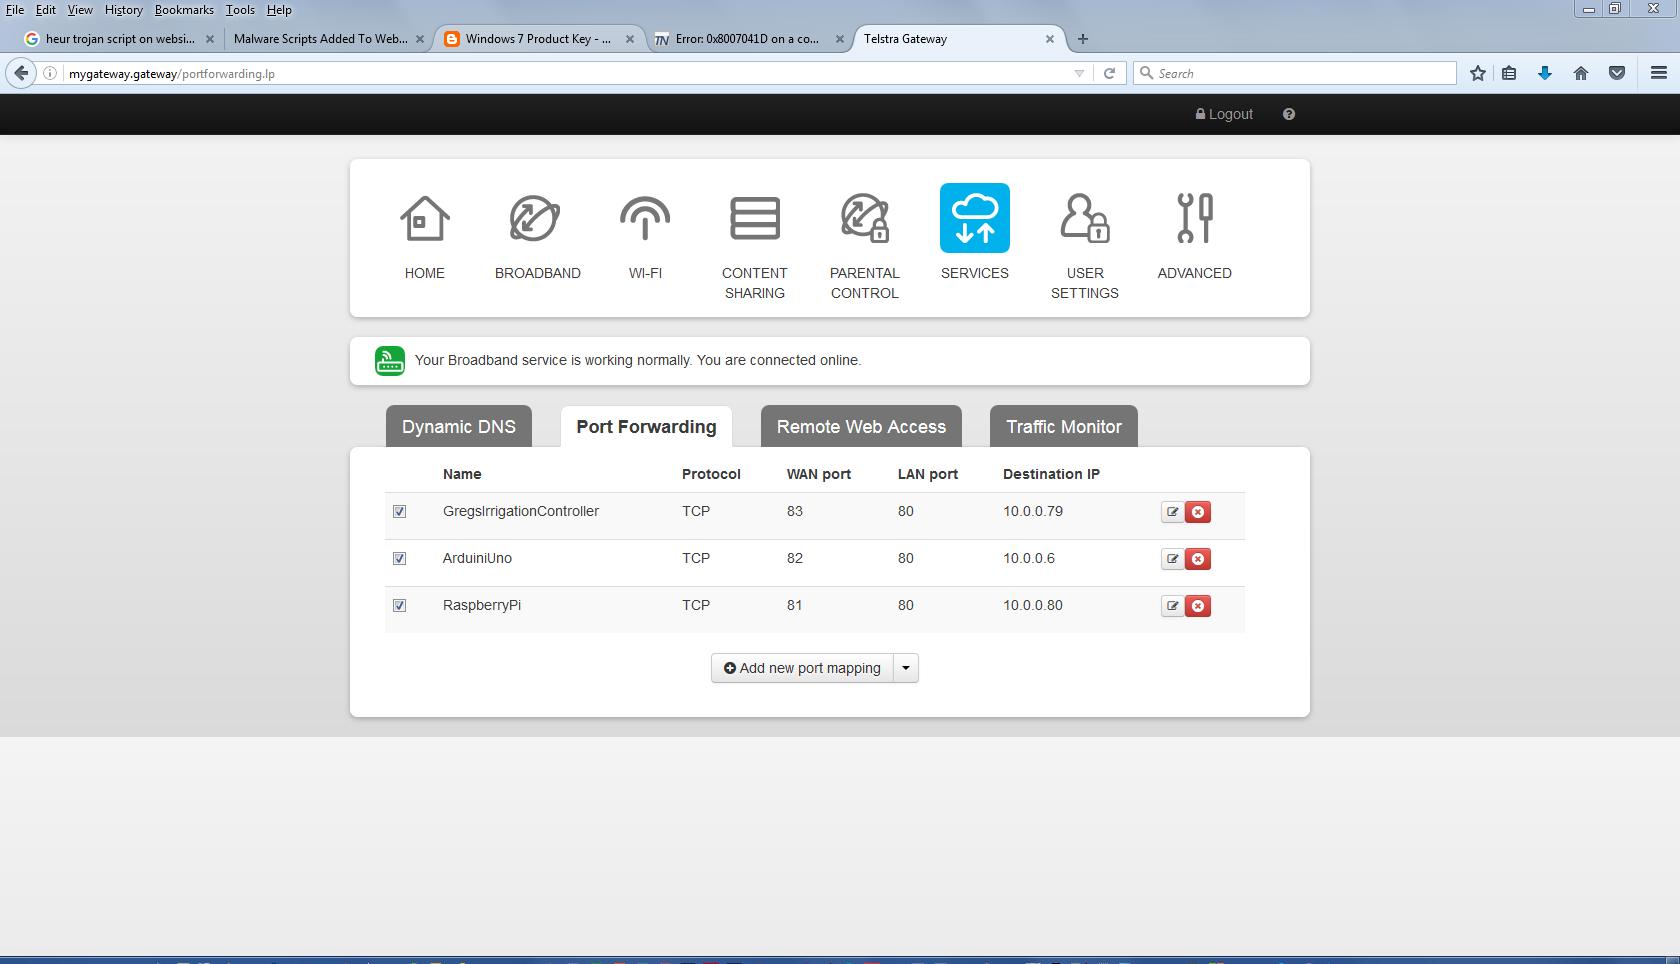 File Edit View History Bookmarks Tools Help
heur trojan script on websi... Malware Scripts Added To Web... Windows 7 Product Key - ... TN Error: 0x8007041D on a co... Telstra Gateway
mygateway.gateway/portforwarding.lp Search
Logout
HOME BROADBAND WI-FI CONTENT SHARING PARENTAL CONTROL SERVICES USER SETTINGS ADVANCED
Your Broadband service is working normally. You are connected online.
Dynamic DNS Port Forwarding Remote Web Access Traffic Monitor
Name Protocol WAN port LAN port Destination IP
GregsIrrigationController TCP 83 80 10.0.0.79
ArduiniUno TCP 82 80 10.0.0.6
RaspberryPi TCP 81 80 10.0.0.80
Add new port mapping